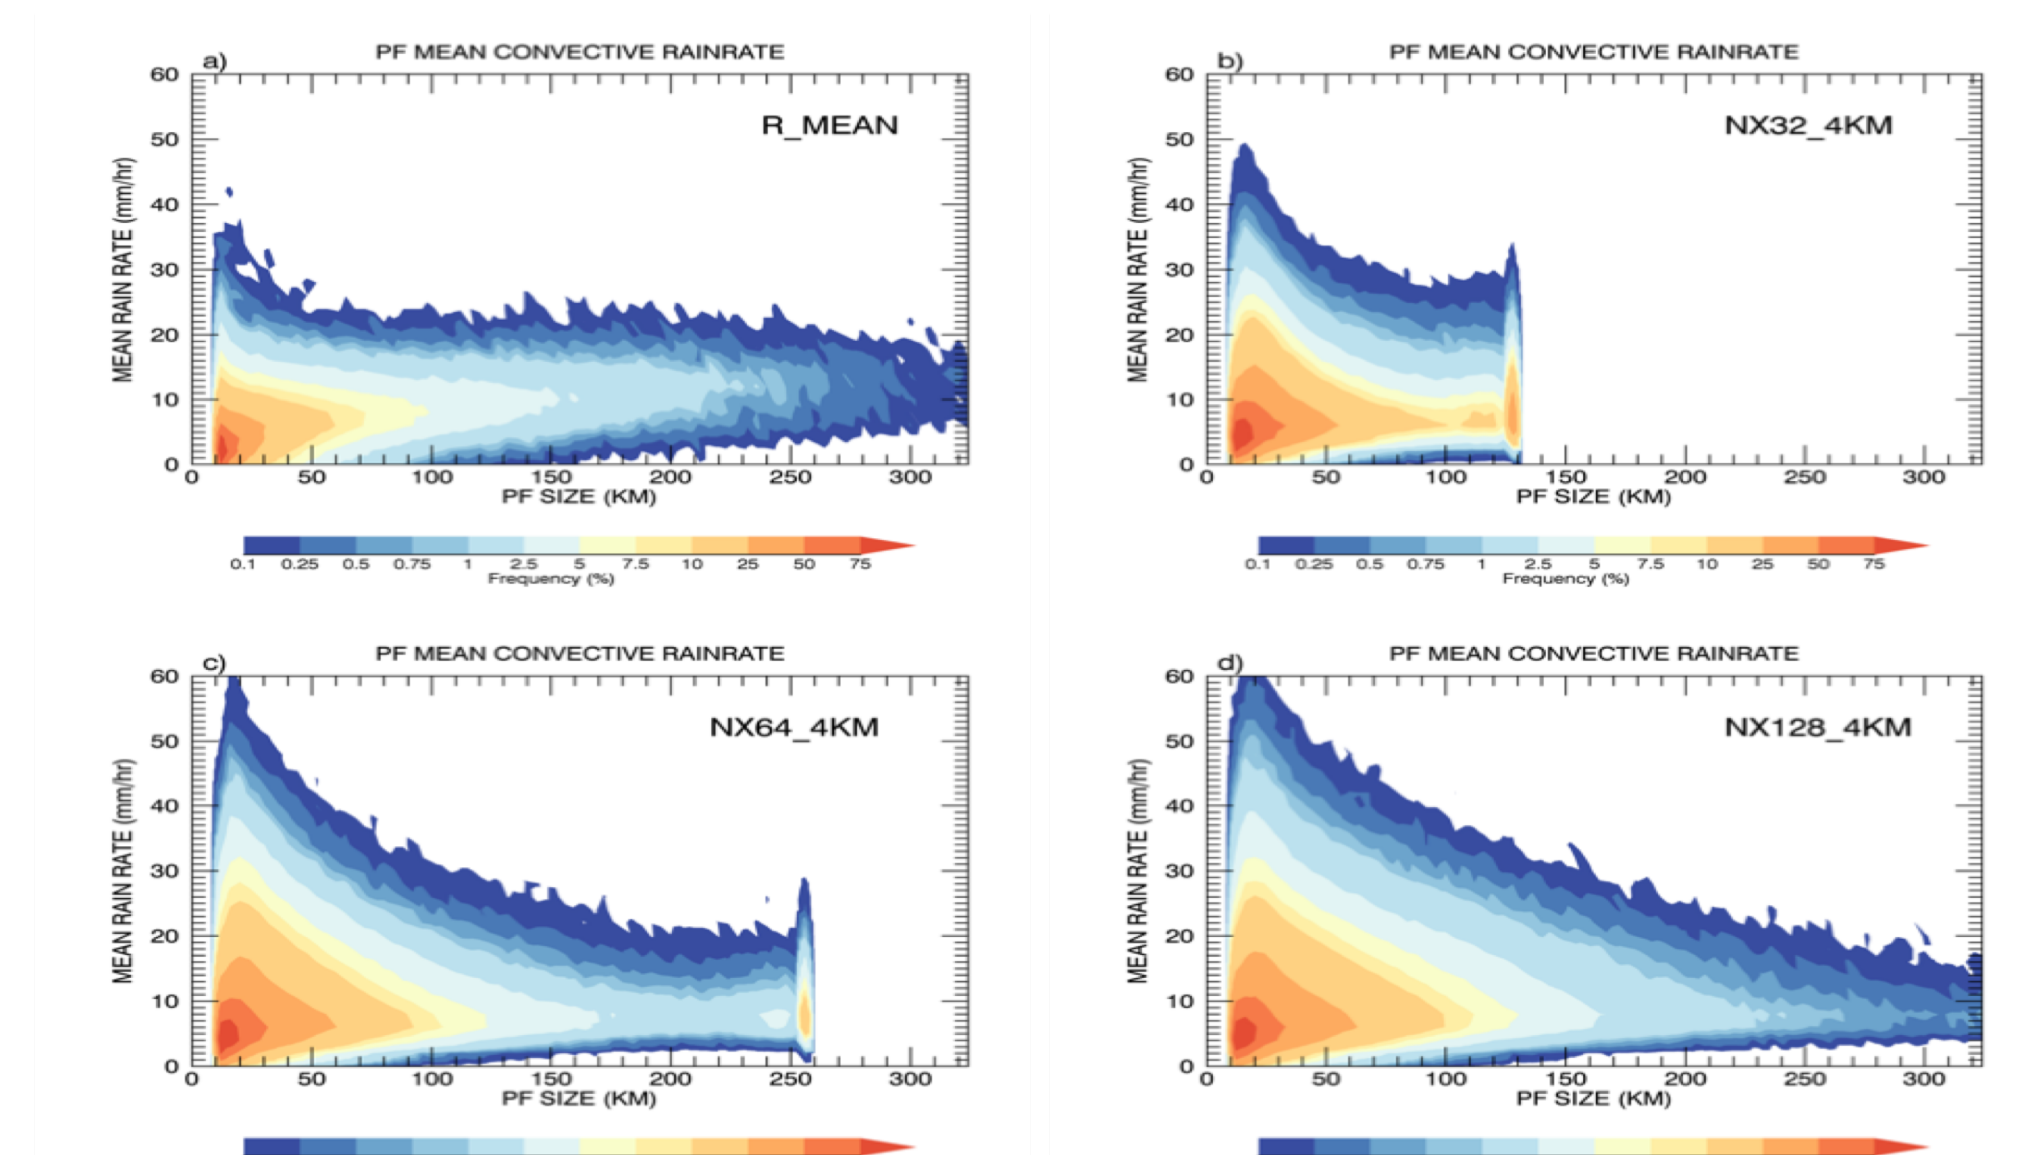 a)
PF MEAN CONVECTIVE RAINRATE
R_MEAN
MEAN RAIN RATE (mm/hr)
60
50
40
30
20
10
0
0 50 100 150 200 250 300
PF SIZE (KM)
0.1 0.25 0.5 0.75 1 2.5 5 7.5 10 25 50 75
Frequency (%)
b)
PF MEAN CONVECTIVE RAINRATE
NX32_4KM
MEAN RAIN RATE (mm/hr)
60
50
40
30
20
10
0
0 50 100 150 200 250 300
PF SIZE (KM)
0.1 0.25 0.5 0.75 1 2.5 5 7.5 10 25 50 75
Frequency (%)
c)
PF MEAN CONVECTIVE RAINRATE
NX64_4KM
MEAN RAIN RATE (mm/hr)
60
50
40
30
20
10
0
0 50 100 150 200 250 300
PF SIZE (KM)
d)
PF MEAN CONVECTIVE RAINRATE
NX128_4KM
MEAN RAIN RATE (mm/hr)
60
50
40
30
20
10
0
0 50 100 150 200 250 300
PF SIZE (KM)